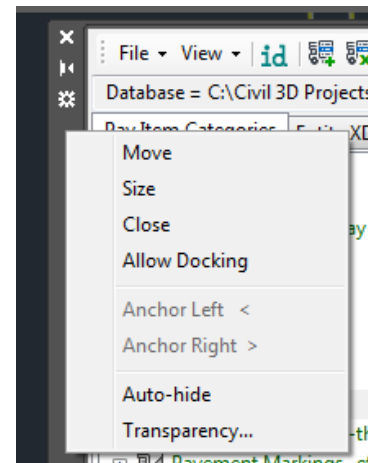 File View id
Database = C:\Civil 3D Projects
Pay Item Categories
Move
Size
Close
Allow Docking
Anchor Left <
Anchor Right >
Auto-hide
Transparency...
Pavement Markings